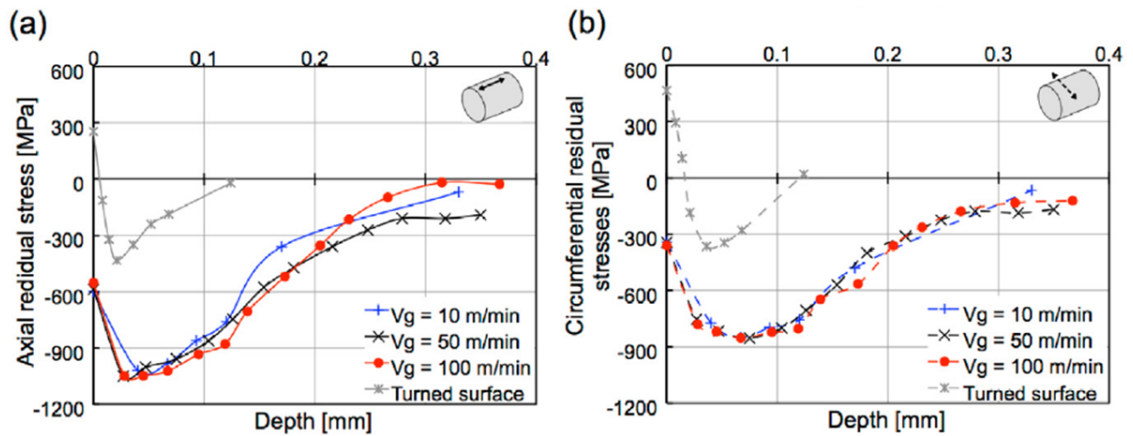 (a)
0 0.1 0.2 0.3 0.4
600
300
0
-300
-600
-900
-1200
Axial residual stress [MPa]
Vg = 10 m/min
Vg = 50 m/min
Vg = 100 m/min
Turned surface
Depth [mm]
(b)
0 0.1 0.2 0.3 0.4
600
300
0
-300
-600
-900
-1200
Circumferential residual
stresses [MPa]
Vg = 10 m/min
Vg = 50 m/min
Vg = 100 m/min
Turned surface
Depth [mm]